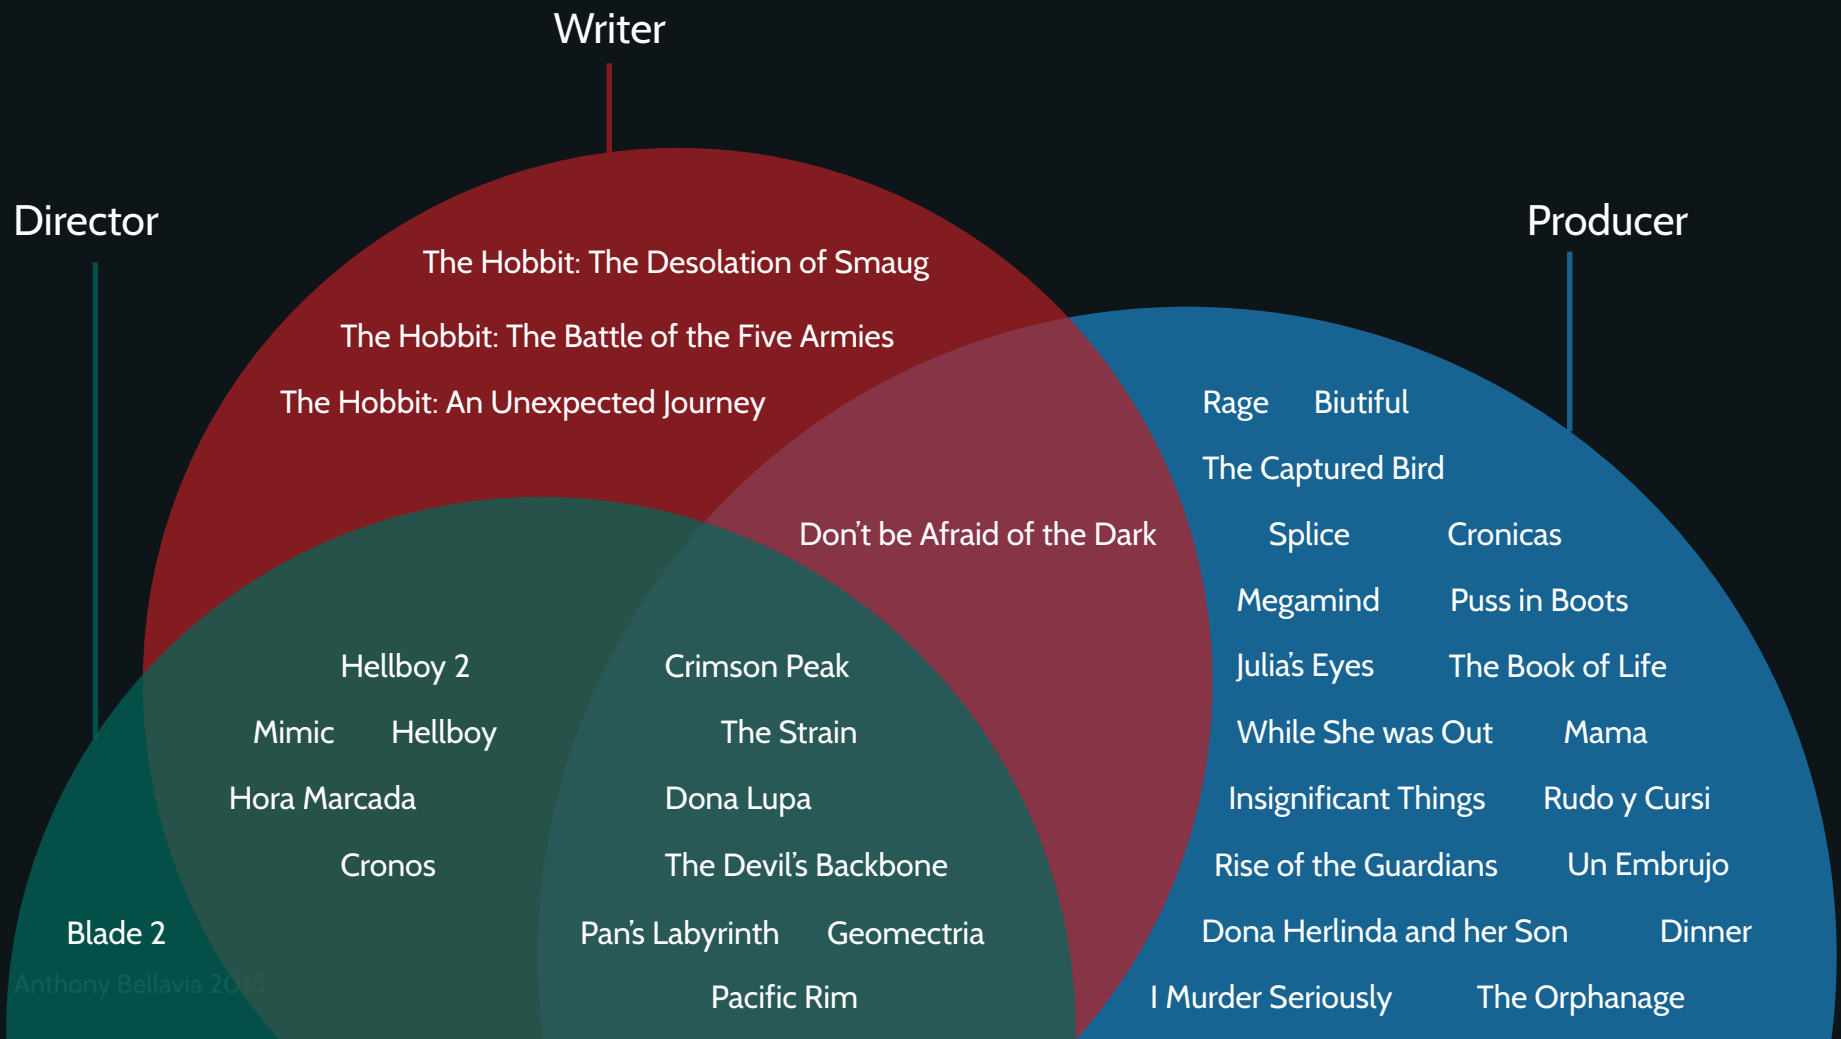 Writer
Director
Producer
The Hobbit: The Desolation of Smaug
The Hobbit: The Battle of the Five Armies
The Hobbit: An Unexpected Journey
Rage Biutiful
The Captured Bird
Don't be Afraid of the Dark
Splice Cronicas
Megamind Puss in Boots
Hellboy 2
Crimson Peak
Julia's Eyes The Book of Life
Mimic Hellboy
The Strain
While She was Out Mama
Hora Marcada
Dona Lupa
Insignificant Things Rudo y Cursi
Cronos
The Devil's Backbone
Rise of the Guardians Un Embrujo
Blade 2
Pan's Labyrinth Geomectria
Dona Herlinda and her Son Dinner
Anthony Bellavia 2015
Pacific Rim
I Murder Seriously The Orphanage